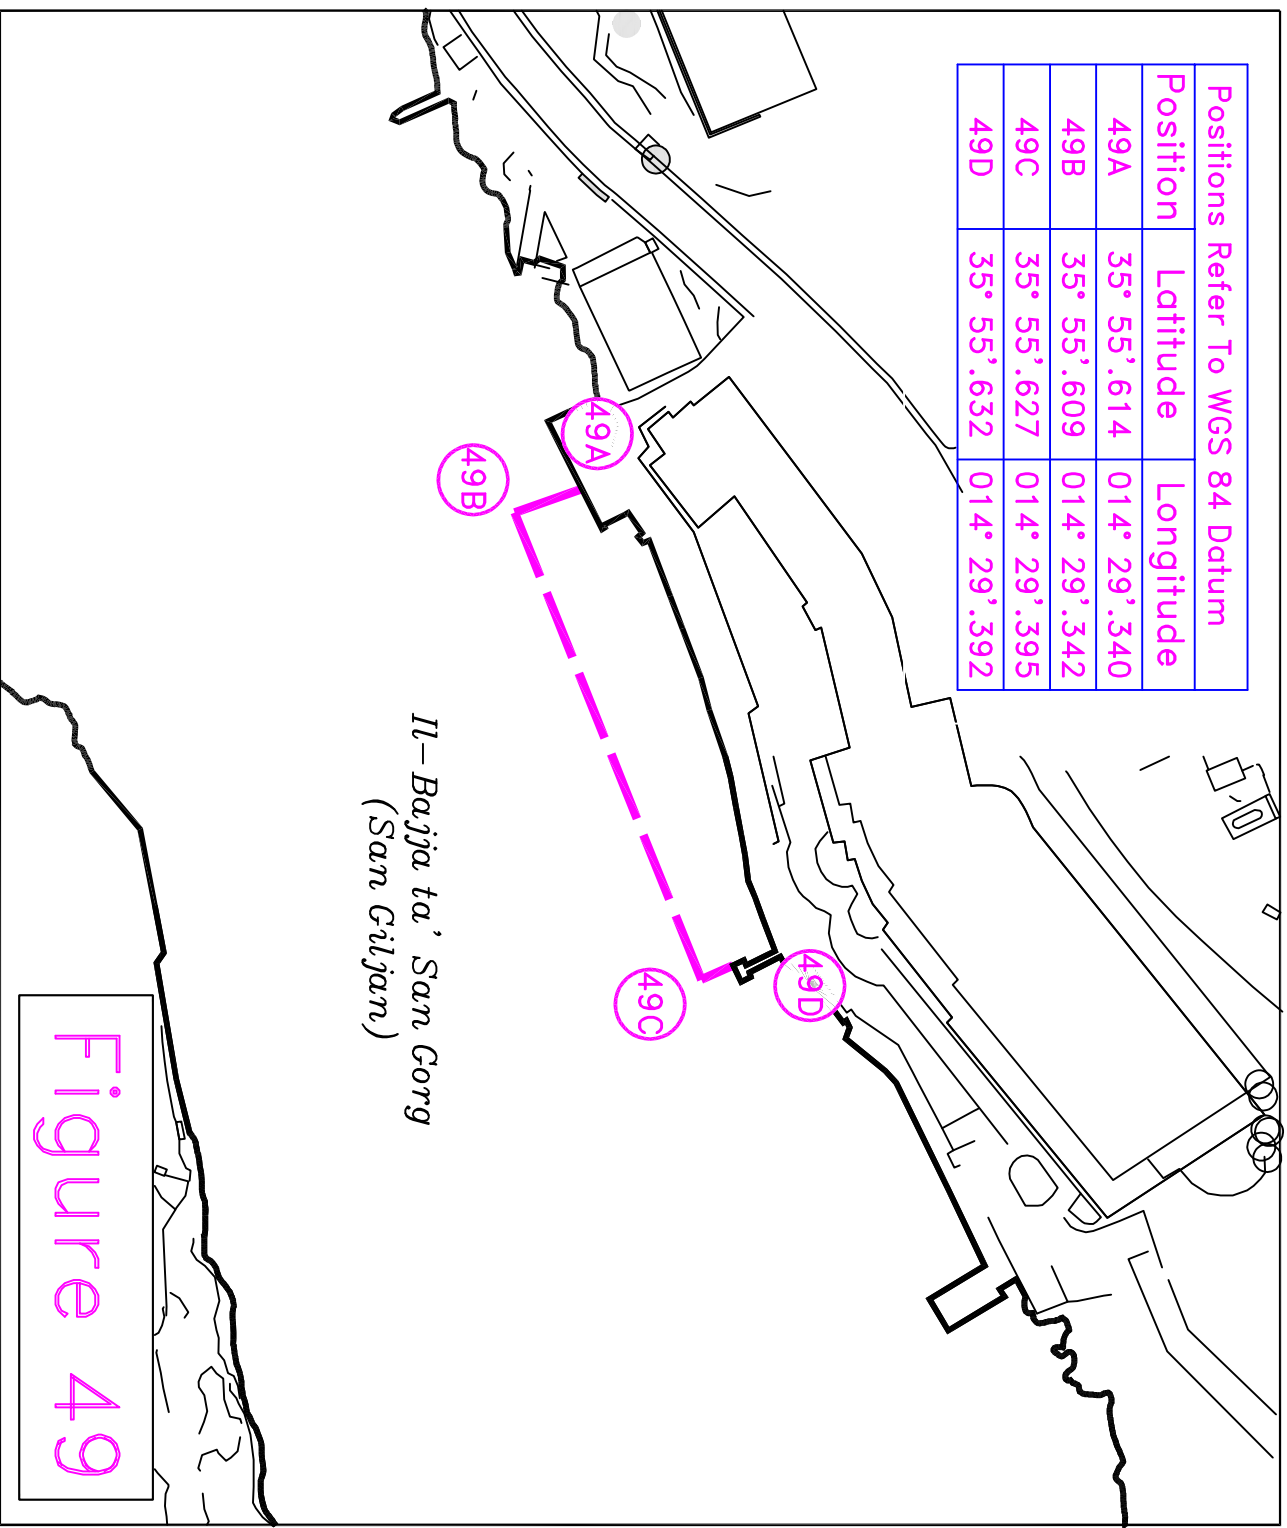 Positions Refer To WGS 84 Datum
Position Latitude Longitude
49A 35° 55'.614 014° 29'.340
49B 35° 55'.609 014° 29'.342
49C 35° 55'.627 014° 29'.395
49D 35° 55'.632 014° 29'.392
49A
49B
49C
49D
Il-Bajja ta' San Gorg
(San Giljan)
Figure 49